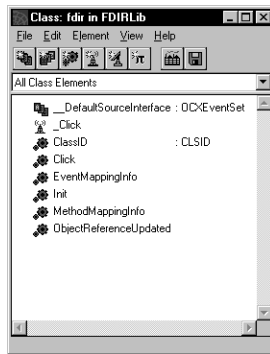 Class: fdir in FDIRLib
File Edit Element View Help
π
All Class Elements
__DefaultSourceInterface : OCXEventSet
_Click
ClassID : CLSID
Click
EventMappingInfo
Init
MethodMappingInfo
ObjectReferenceUpdated